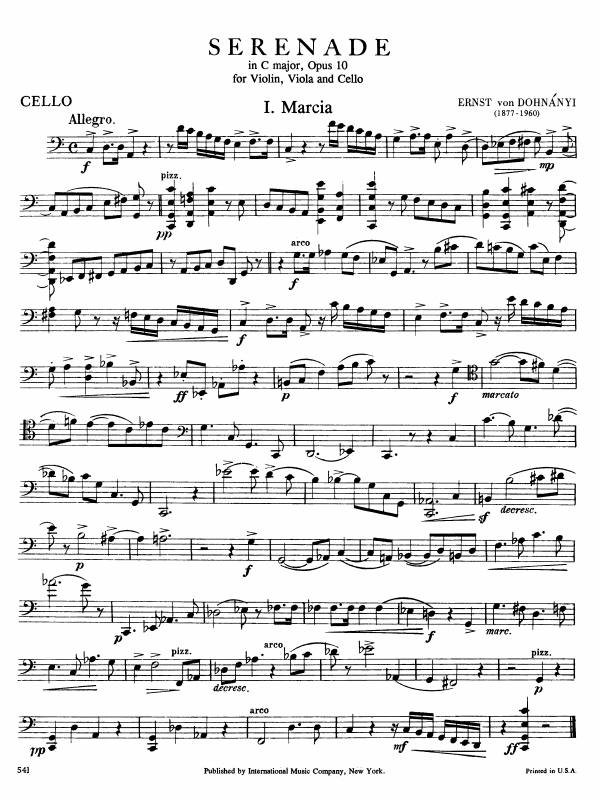 SERENADE
in C major, Opus 10
for Violin, Viola and Cello
CELLO
ERNST von DOHNÁNYI
(1877-1960)
I. Marcia
Allegro.
f
mp
pizz.
pp
arco
f
p
f
ff
p
f marcato
sf decresc.
f
f marc.
pizz.
arco
pizz.
decresc.
p
arco
pp
mf
ff
541
Published by International Music Company, New York.
Printed in U.S.A.